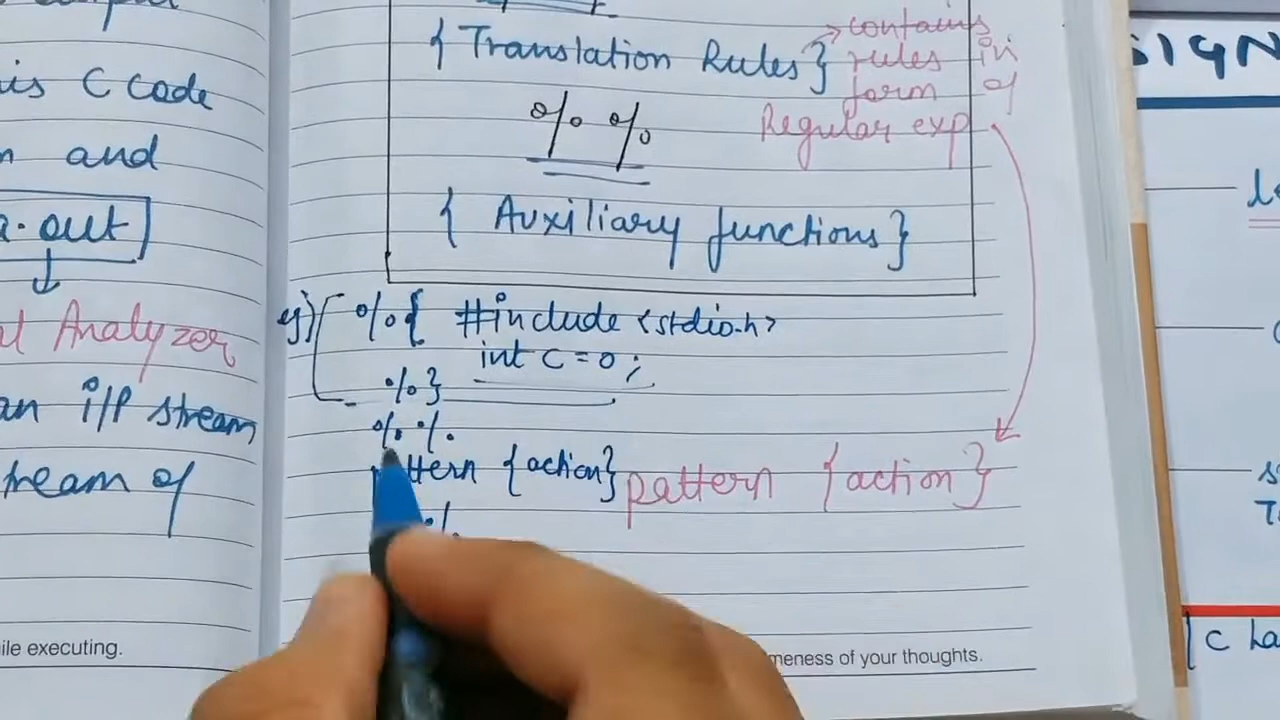 is C Code
and
a.out
Analyzer
an i/p stream
tream of
ile executing.
{ Translation Rules }
contains
rules in
form of
Regular exp
%% 
{ Auxiliary functions }
eg) %{ #include <stdio.h>
int c = 0 ;
%}
%%
pattern {action}
pattern {action}
meness of your thoughts.
SIGN
C La